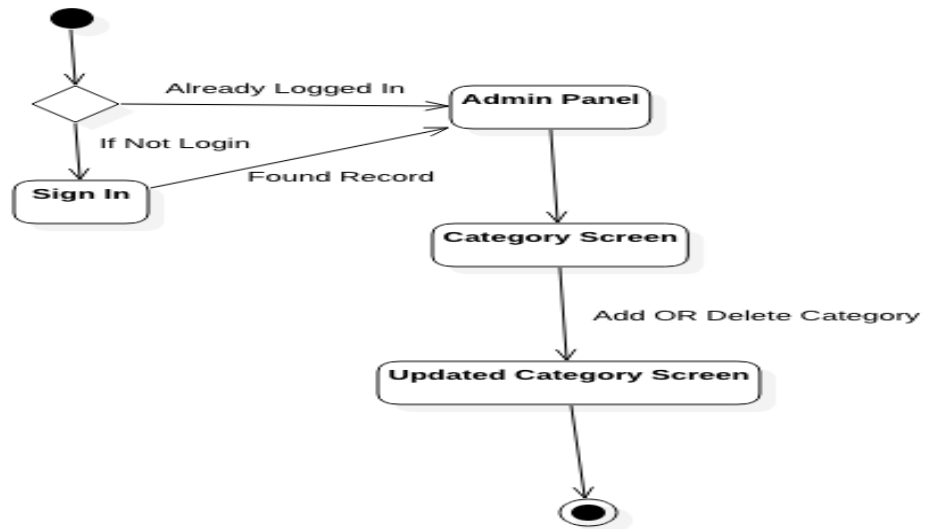 Already Logged In
Admin Panel
If Not Login
Found Record
Sign In
Category Screen
Add OR Delete Category
Updated Category Screen